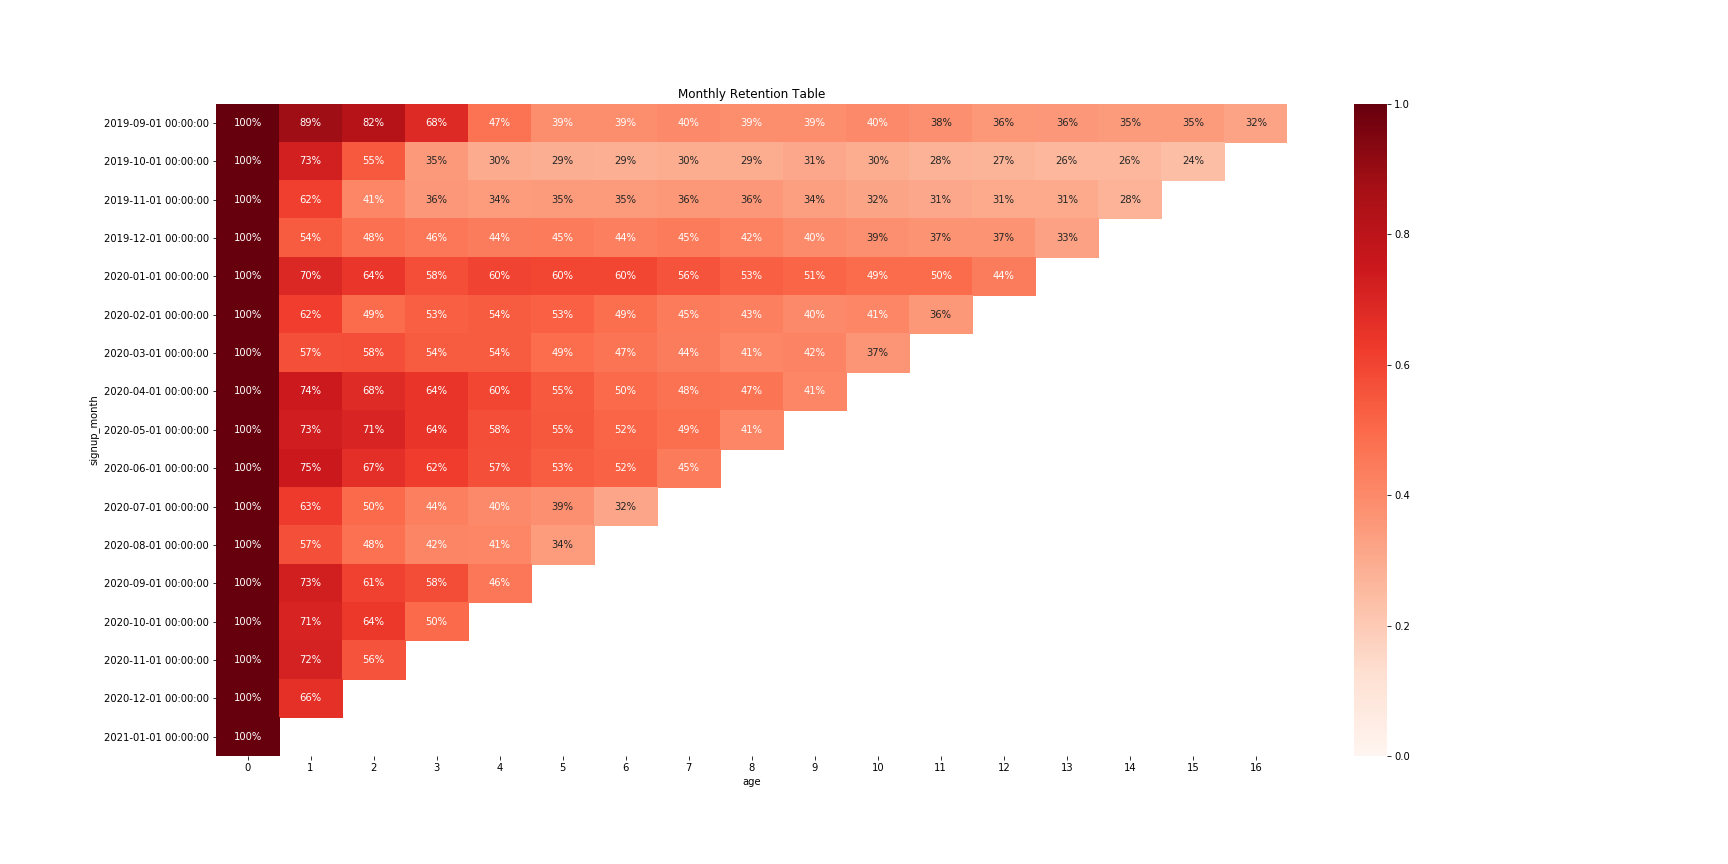 Monthly Retention Table
2019-09-01 00:00:00 100% 89% 82% 68% 47% 39% 39% 40% 39% 39% 40% 38% 36% 36% 35% 35% 32%
2019-10-01 00:00:00 100% 73% 55% 35% 30% 29% 29% 30% 29% 31% 30% 28% 27% 26% 26% 24%
2019-11-01 00:00:00 100% 62% 41% 36% 34% 35% 35% 36% 36% 34% 32% 31% 31% 31% 28%
2019-12-01 00:00:00 100% 54% 48% 46% 44% 45% 44% 45% 42% 40% 39% 37% 37% 33%
2020-01-01 00:00:00 100% 70% 64% 58% 60% 60% 60% 56% 53% 51% 49% 50% 44%
2020-02-01 00:00:00 100% 62% 49% 53% 54% 53% 49% 45% 43% 40% 41% 36%
2020-03-01 00:00:00 100% 57% 58% 54% 54% 49% 47% 44% 41% 42% 37%
2020-04-01 00:00:00 100% 74% 68% 64% 60% 55% 50% 48% 47% 41%
2020-05-01 00:00:00 100% 73% 71% 64% 58% 55% 52% 49% 41%
2020-06-01 00:00:00 100% 75% 67% 62% 57% 53% 52% 45%
2020-07-01 00:00:00 100% 63% 50% 44% 40% 39% 32%
2020-08-01 00:00:00 100% 57% 48% 42% 41% 34%
2020-09-01 00:00:00 100% 73% 61% 58% 46%
2020-10-01 00:00:00 100% 71% 64% 50%
2020-11-01 00:00:00 100% 72% 56%
2020-12-01 00:00:00 100% 66%
2021-01-01 00:00:00 100%
0 1 2 3 4 5 6 7 8 9 10 11 12 13 14 15 16
age
signup_month
1.0
0.8
0.6
0.4
0.2
0.0